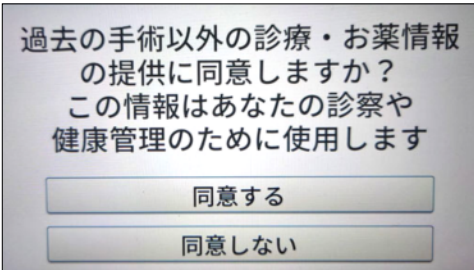 過去の手術以外の診療・お薬情報
の提供に同意しますか？
この情報はあなたの診察や
健康管理のために使用します
同意する
同意しない